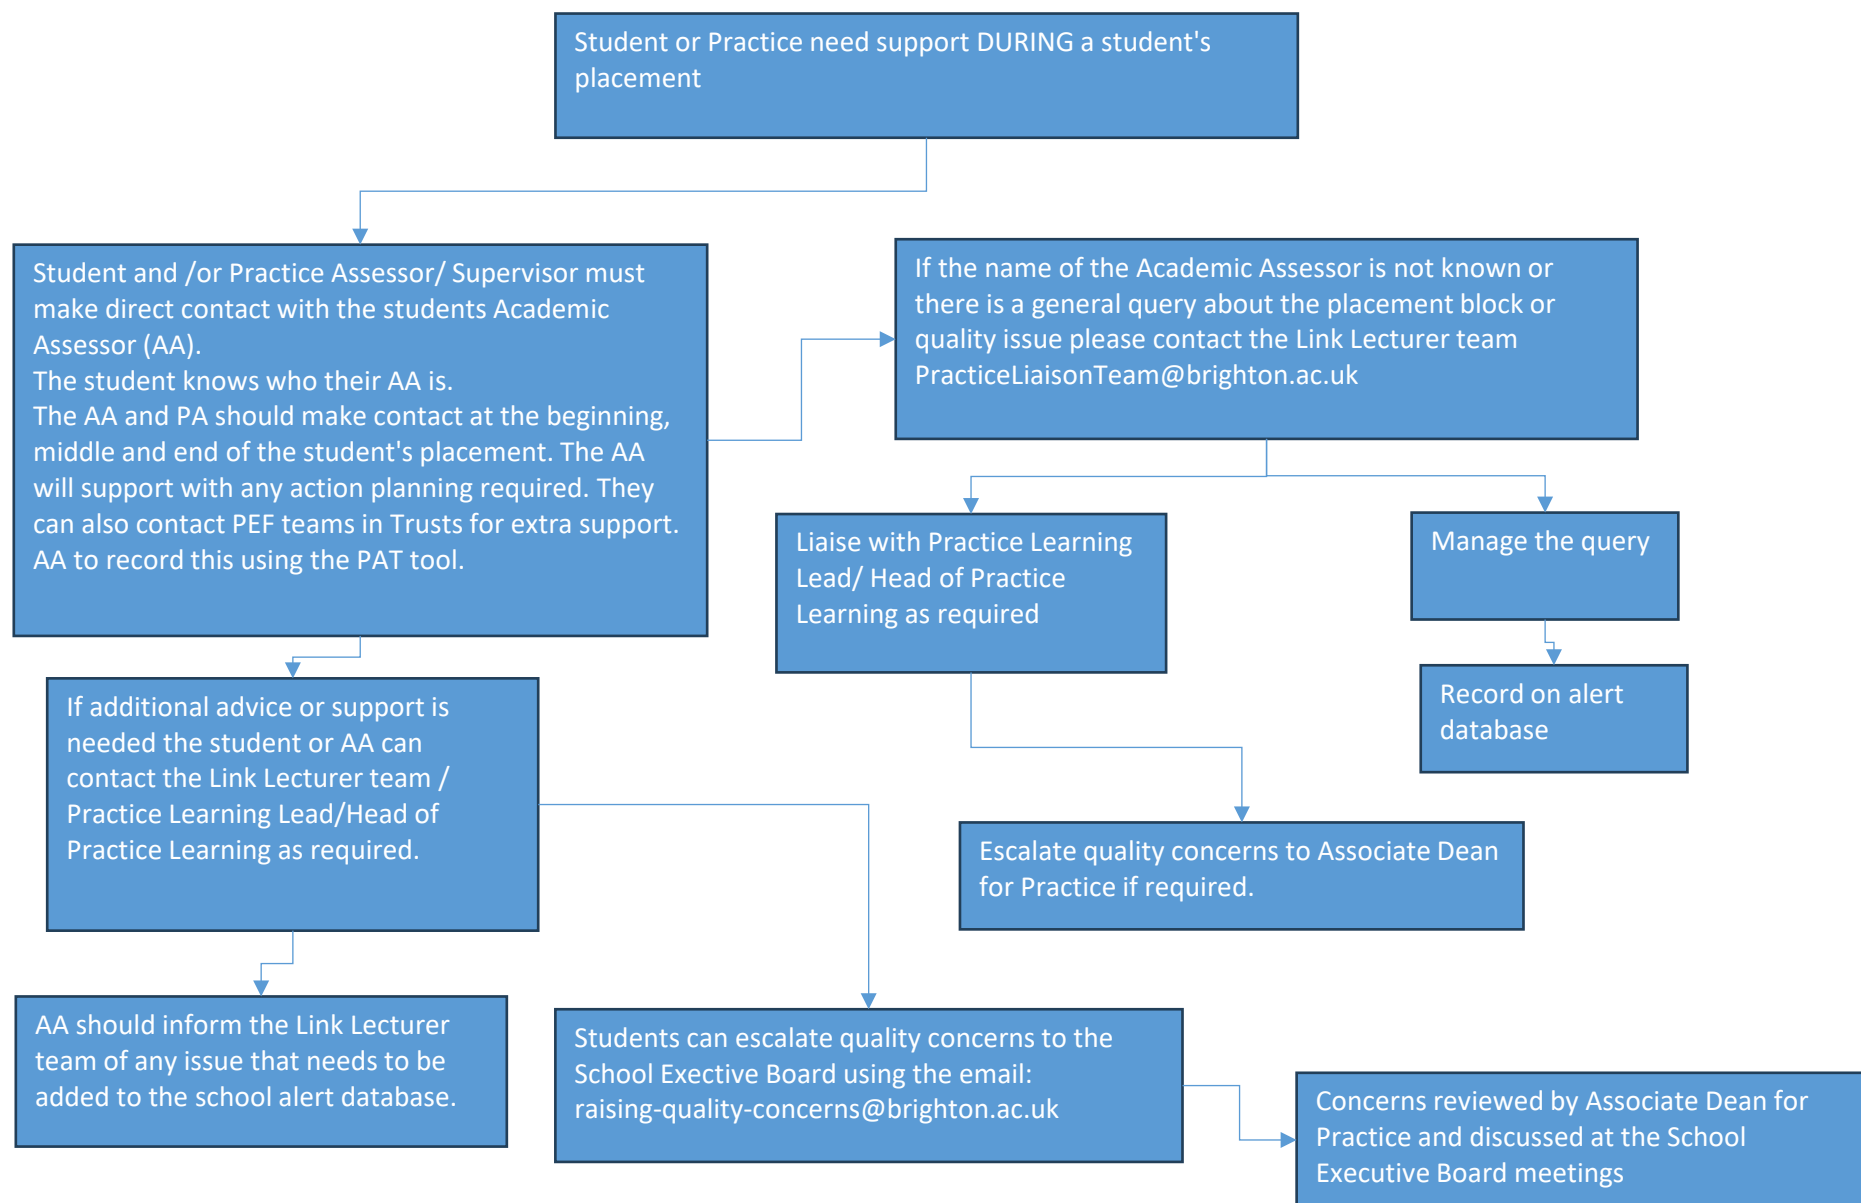 Student or Practice need support DURING a student's
placement
Student and /or Practice Assessor/ Supervisor must
make direct contact with the students Academic
Assessor (AA).
The student knows who their AA is.
The AA and PA should make contact at the beginning,
middle and end of the student's placement. The AA
will support with any action planning required. They
can also contact PEF teams in Trusts for extra support.
AA to record this using the PAT tool.
If the name of the Academic Assessor is not known or
there is a general query about the placement block or
quality issue please contact the Link Lecturer team
PracticeLiaisonTeam@brighton.ac.uk
Liaise with Practice Learning
Lead/ Head of Practice
Learning as required
Manage the query
Record on alert
database
If additional advice or support is
needed the student or AA can
contact the Link Lecturer team /
Practice Learning Lead/Head of
Practice Learning as required.
Escalate quality concerns to Associate Dean
for Practice if required.
AA should inform the Link Lecturer
team of any issue that needs to be
added to the school alert database.
Students can escalate quality concerns to the
School Exective Board using the email:
raising-quality-concerns@brighton.ac.uk
Concerns reviewed by Associate Dean for
Practice and discussed at the School
Executive Board meetings